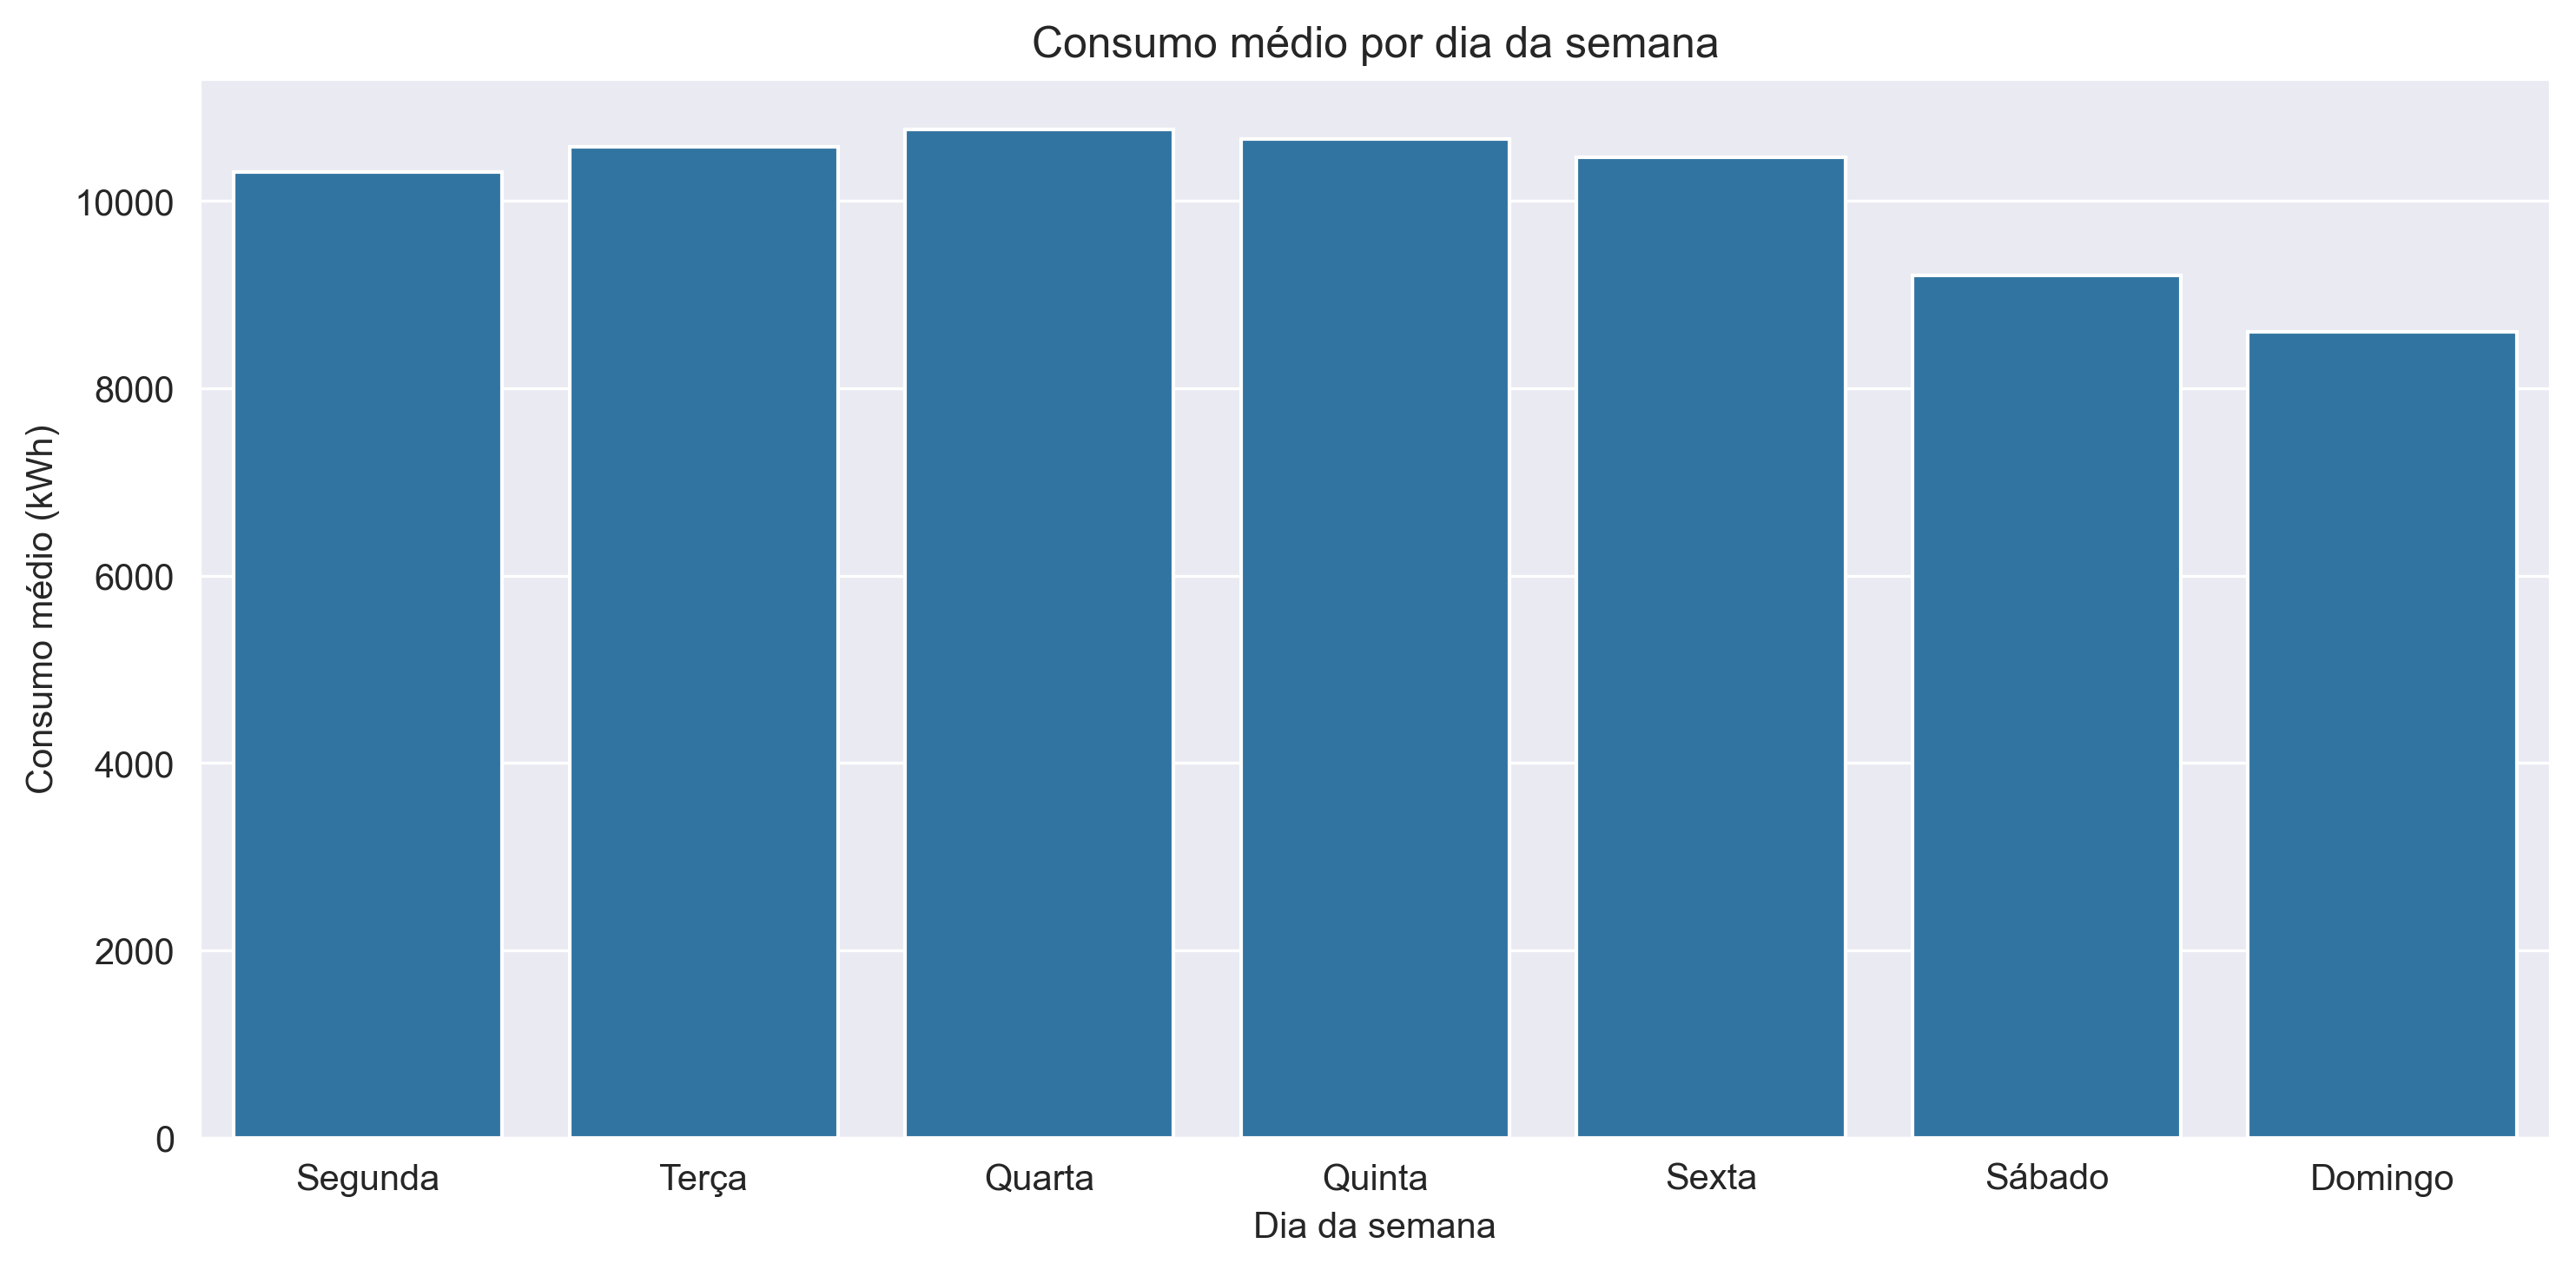 Consumo médio por dia da semana
Consumo médio (kWh)
10000
8000
6000
4000
2000
0
Segunda Terça Quarta Quinta Sexta Sábado Domingo
Dia da semana